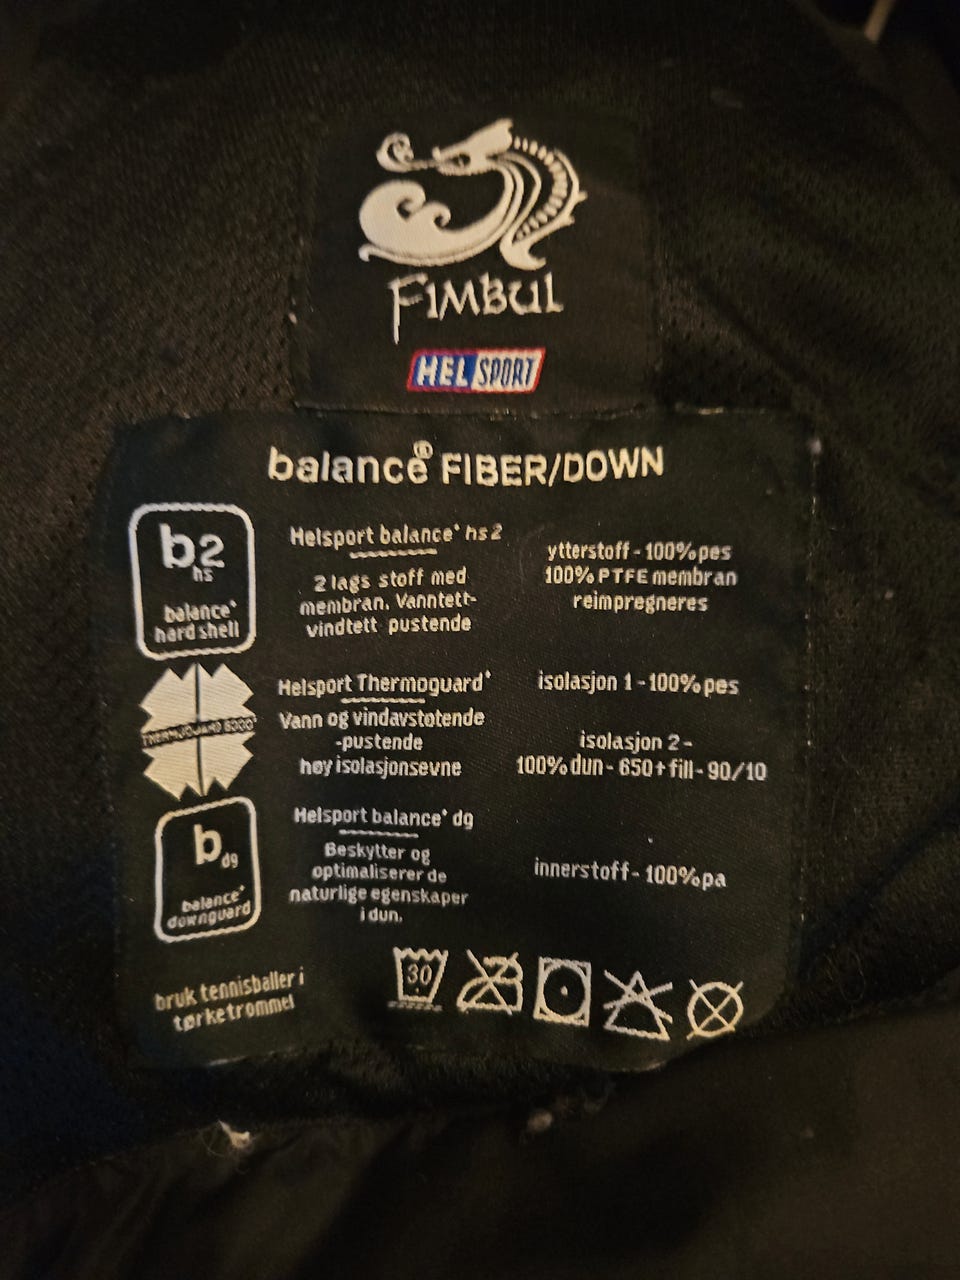 FIMBUL
HELSPORT
balance® FIBER/DOWN
b2
hs
balance®
hard shell
Helsport balance® hs2
2 lags stoff med
membran. Vanntett-
vindtett pustende
ytterstoff - 100% pes
100% PTFE membran
reimpregneres
THERMOGUARD 6000®
Helsport Thermoguard®
Vann og vindavstøtende
-pustende
høy isolasjonsevne
isolasjon 1 - 100% pes
isolasjon 2 -
100% dun - 650+ fill - 90/10
b
dg
balance®
downguard
Helsport balance® dg
Beskytter og
optimaliserer de
naturlige egenskaper
i dun.
innerstoff - 100% pa
bruk tennisballer i
tørketrommel
30